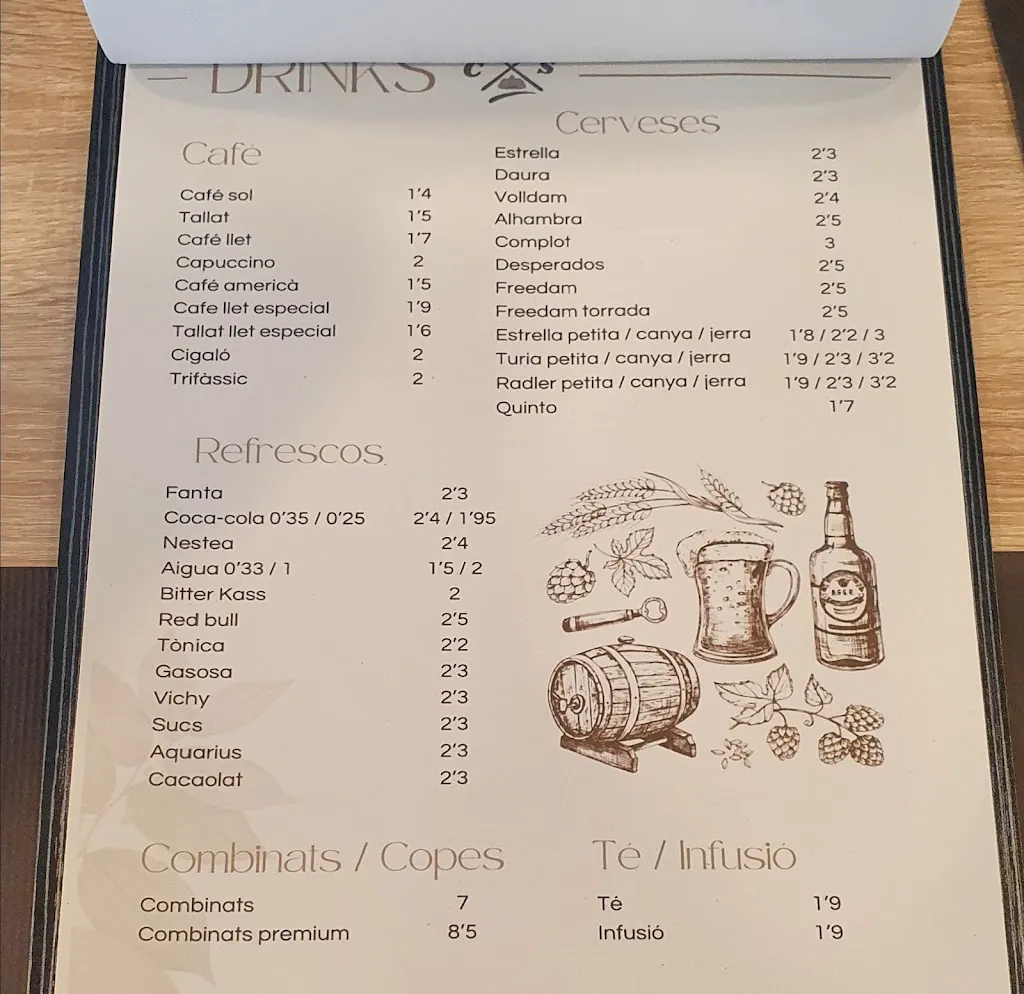 DRINKS C S
Café
Café sol 1'4
Tallat 1'5
Café llet 1'7
Capuccino 2
Café americà 1'5
Cafe llet especial 1'9
Tallat llet especial 1'6
Cigaló 2
Trifàssic 2
Cerveses
Estrella 2'3
Daura 2'3
Volldam 2'4
Alhambra 2'5
Complot 3
Desperados 2'5
Freedam 2'5
Freedam torrada 2'5
Estrella petita / canya / jerra 1'8 / 2'2 / 3
Turia petita / canya / jerra 1'9 / 2'3 / 3'2
Radler petita / canya / jerra 1'9 / 2'3 / 3'2
Quinto 1'7
Refrescos
Fanta 2'3
Coca-cola 0'35 / 0'25 2'4 / 1'95
Nestea 2'4
Aigua 0'33 / 1 1'5 / 2
Bitter Kass 2
Red bull 2'5
Tònica 2'2
Gasosa 2'3
Vichy 2'3
Sucs 2'3
Aquarius 2'3
Cacaolat 2'3
BEER
Combinats / Copes
Combinats 7
Combinats premium 8'5
Té / Infusió
Té 1'9
Infusió 1'9